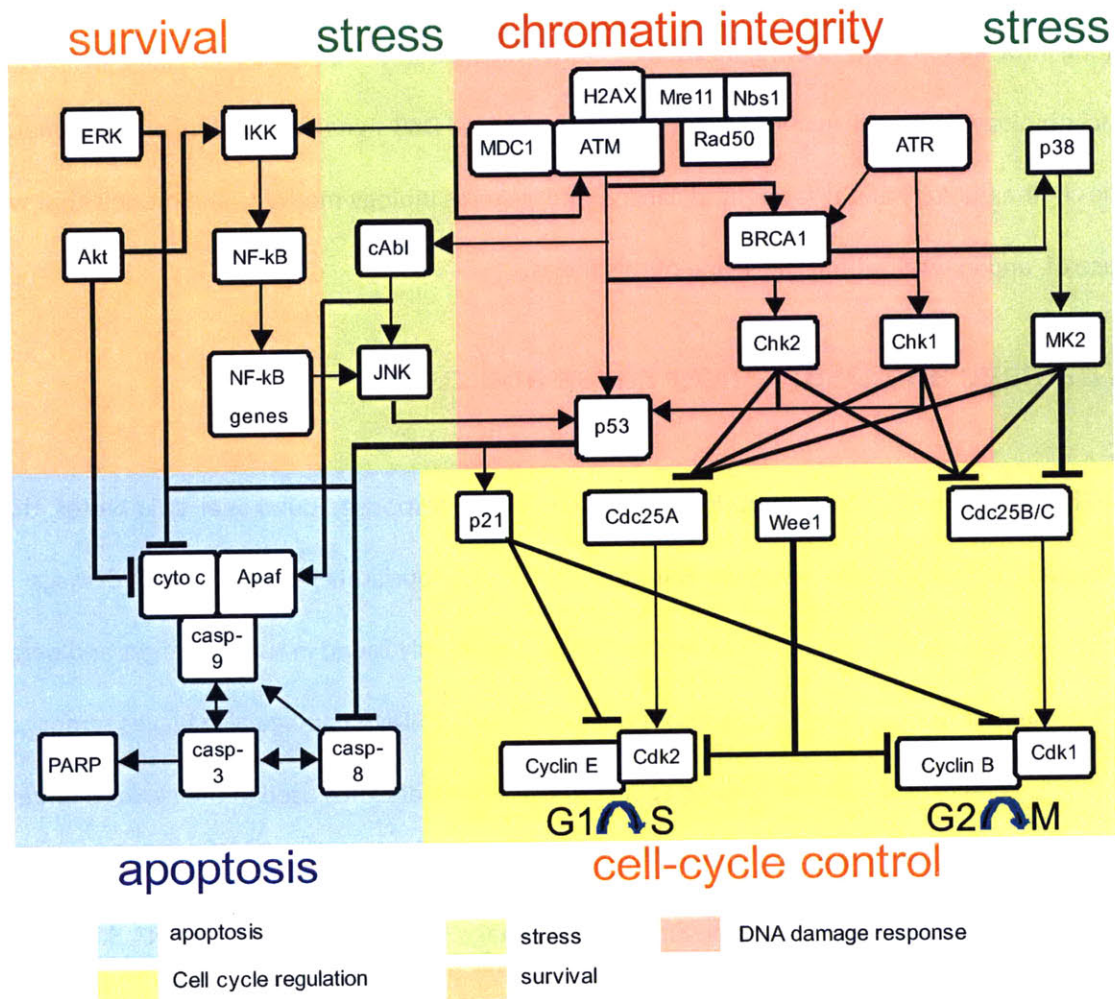 survival
stress
chromatin integrity
stress
ERK
IKK
H2AX
Mre11
Nbs1
MDC1
ATM
Rad50
ATR
p38
Akt
NF-kB
cAbl
BRCA1
NF-kB
genes
JNK
Chk2
Chk1
MK2
p53
p21
Cdc25A
Wee1
Cdc25B/C
cyto c
Apaf
casp-
9
PARP
casp-
3
casp-
8
Cyclin E
Cdk2
Cyclin B
Cdk1
G1
S
G2
M
apoptosis
cell-cycle control
apoptosis
stress
DNA damage response
Cell cycle regulation
survival